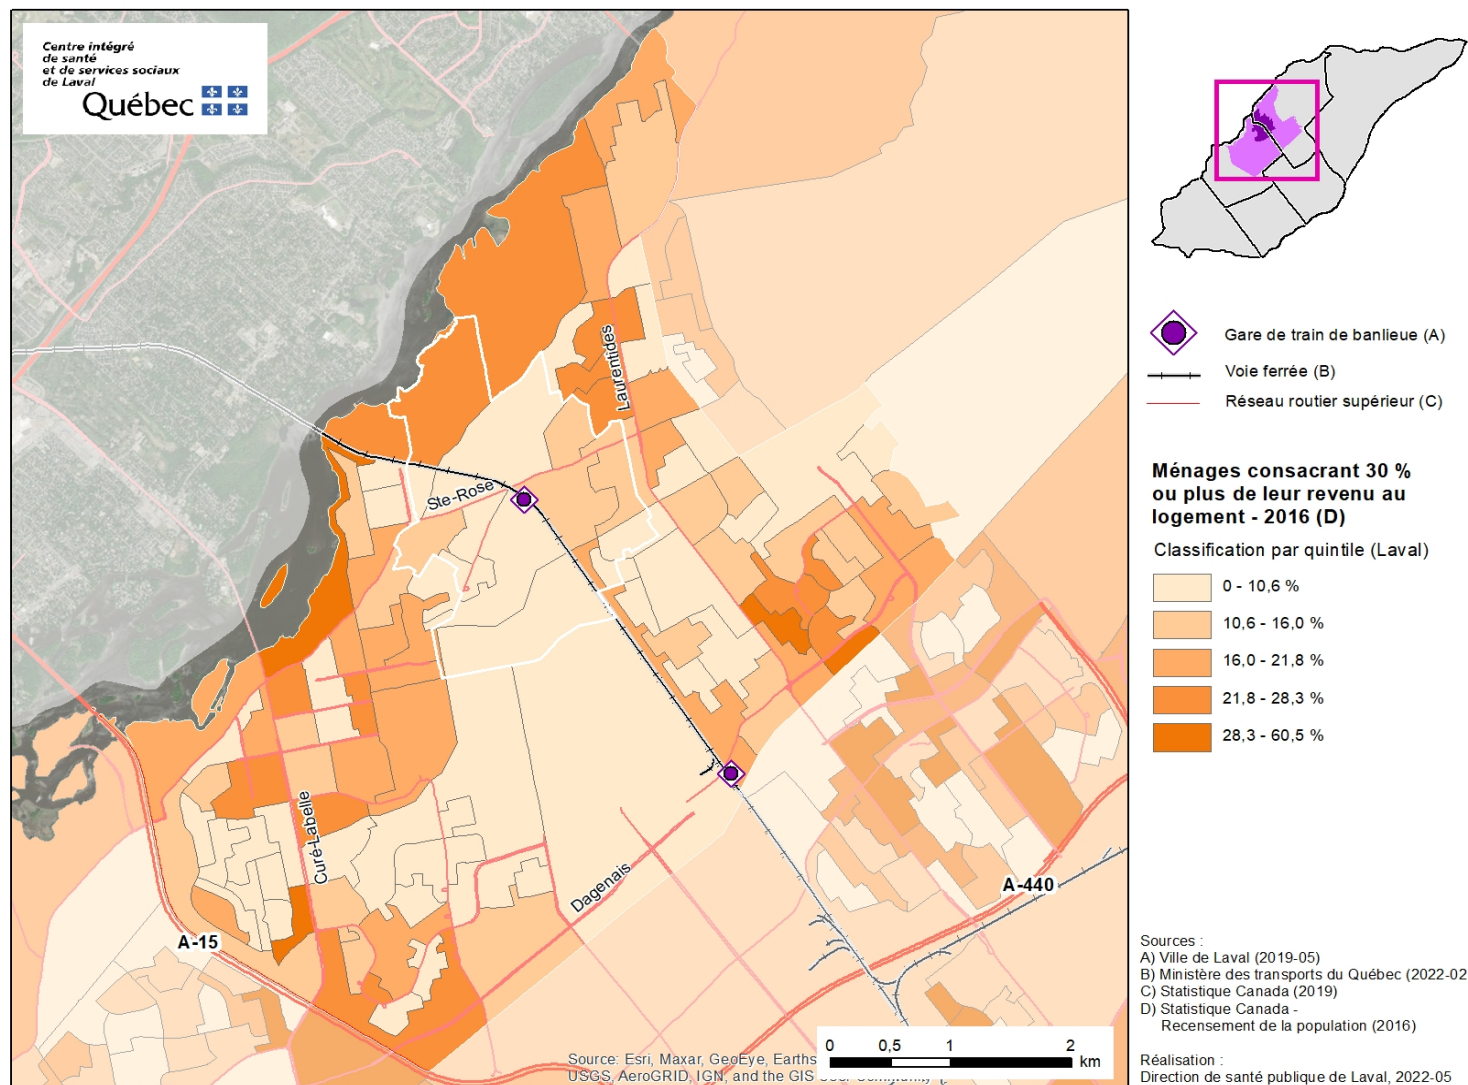 Centre intégré
de santé
et de services sociaux
de Laval
Québec
Laurentides
Ste-Rose
Curé-Labelle
Dagenais
A-15
A-440
Source: Esri, Maxar, GeoEye, Earths
USGS, AeroGRID, IGN, and the GIS User Community
0 0,5 1 2
km
Gare de train de banlieue (A)
Voie ferrée (B)
Réseau routier supérieur (C)
Ménages consacrant 30 %
ou plus de leur revenu au
logement - 2016 (D)
Classification par quintile (Laval)
0 - 10,6 %
10,6 - 16,0 %
16,0 - 21,8 %
21,8 - 28,3 %
28,3 - 60,5 %
Sources :
A) Ville de Laval (2019-05)
B) Ministère des transports du Québec (2022-02
C) Statistique Canada (2019)
D) Statistique Canada -
Recensement de la population (2016)
Réalisation :
Direction de santé publique de Laval, 2022-05